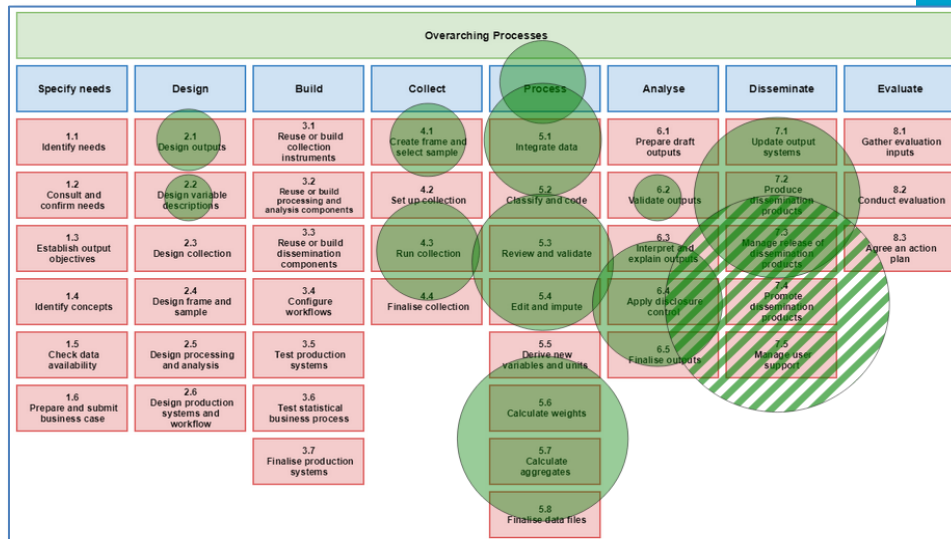 Overarching Processes
Specify needs
Design
Build
Collect
Process
Analyse
Disseminate
Evaluate
1.1
Identify needs
1.2
Consult and
confirm needs
1.3
Establish output
objectives
1.4
Identify concepts
1.5
Check data
availability
1.6
Prepare and submit
business case
2.1
Design outputs
2.2
Design variable
descriptions
2.3
Design collection
2.4
Design frame and
sample
2.5
Design processing
and analysis
2.6
Design production
systems and
workflow
3.1
Reuse or build
collection
instruments
3.2
Reuse or build
processing and
analysis components
3.3
Reuse or build
dissemination
components
3.4
Configure
workflows
3.5
Test production
systems
3.6
Test statistical
business process
3.7
Finalise production
systems
4.1
Create frame and
select sample
4.2
Set up collection
4.3
Run collection
4.4
Finalise collection
5.1
Integrate data
5.2
Classify and code
5.3
Review and validate
5.4
Edit and impute
5.5
Derive new
variables and units
5.6
Calculate weights
5.7
Calculate
aggregates
5.8
Finalise data files
6.1
Prepare draft
outputs
6.2
Validate outputs
6.3
Interpret and
explain outputs
6.4
Apply disclosure
control
6.5
Finalise outputs
7.1
Update output
systems
7.2
Produce
dissemination
products
7.3
Manage release of
dissemination
products
7.4
Promote
dissemination
products
7.5
Manage user
support
8.1
Gather evaluation
inputs
8.2
Conduct evaluation
8.3
Agree an action
plan